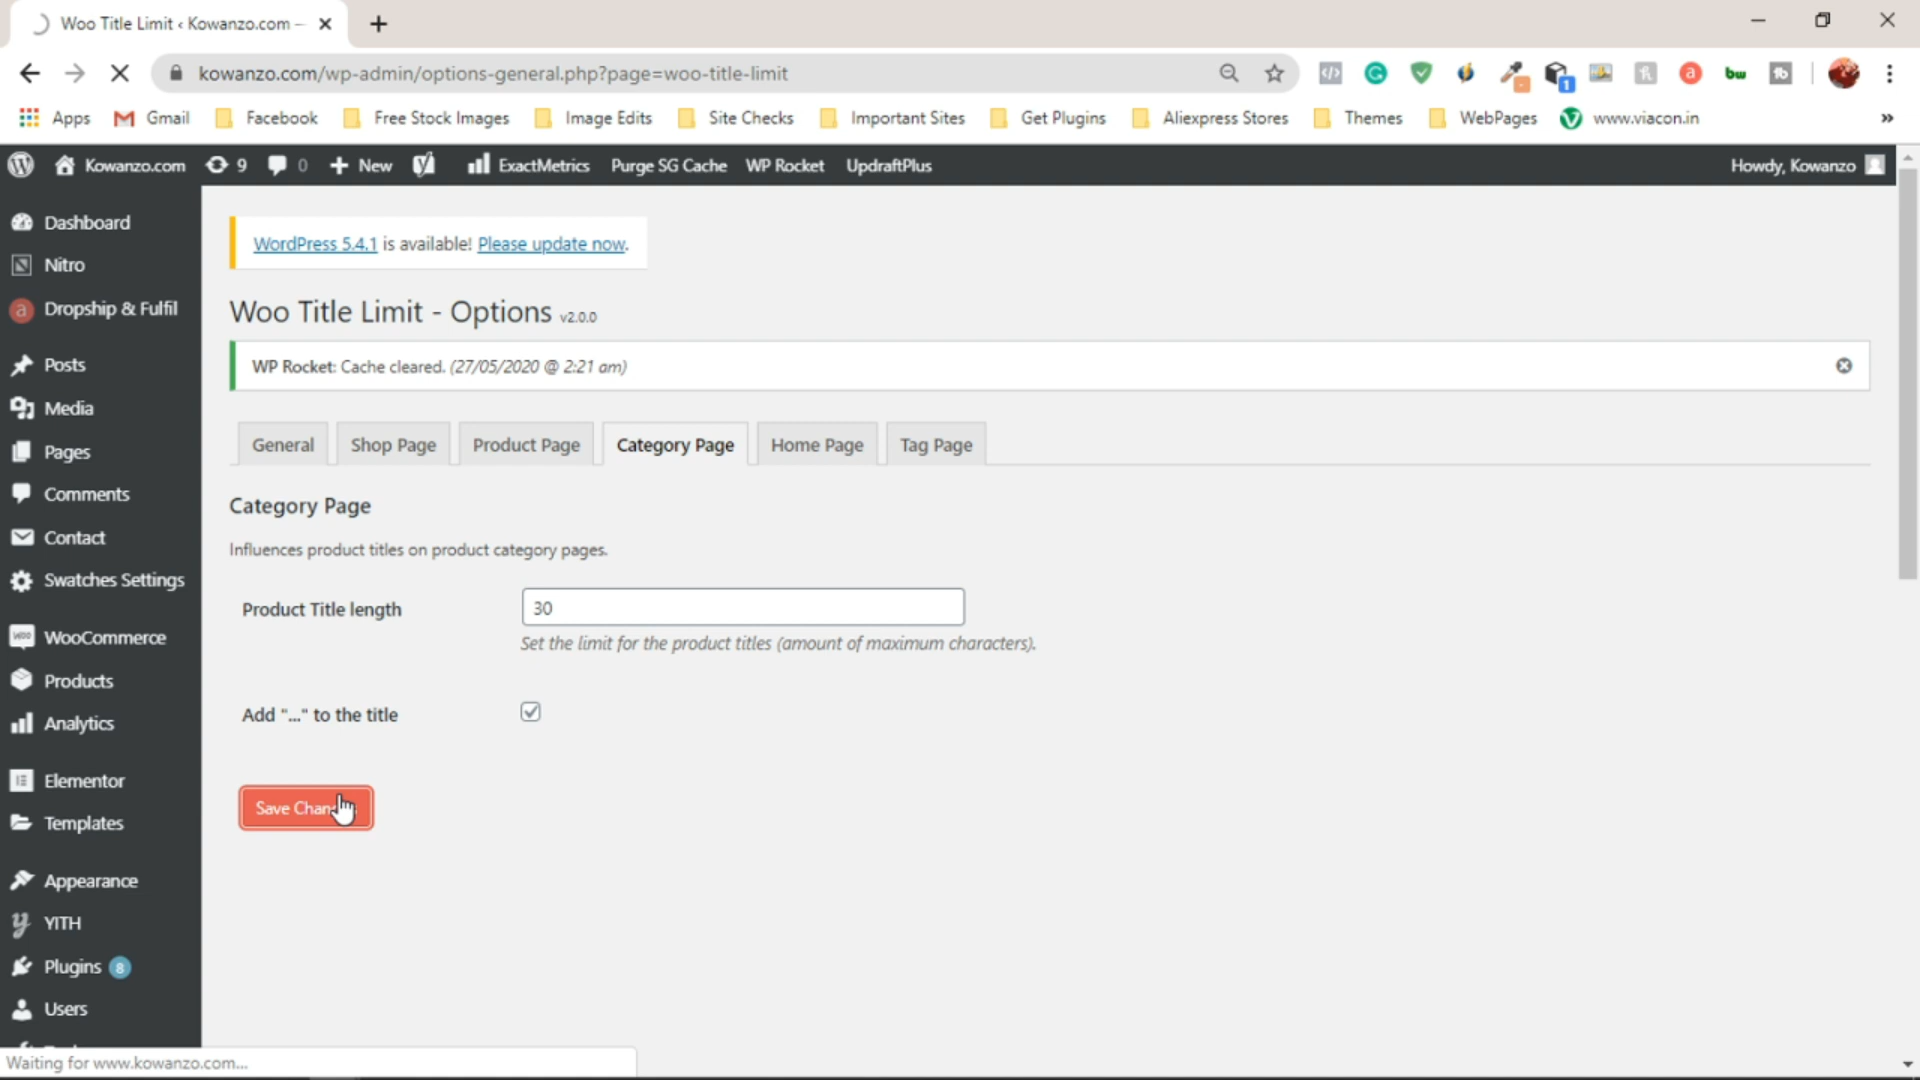 Woo Title Limit ‹ Kowanzo.com –
kowanzo.com/wp-admin/options-general.php?page=woo-title-limit
Apps Gmail Facebook Free Stock Images Image Edits Site Checks Important Sites Get Plugins Aliexpress Stores Themes WebPages www.viacon.in
Kowanzo.com 9 0 New ExactMetrics Purge SG Cache WP Rocket UpdraftPlus Howdy, Kowanzo
Dashboard
Nitro
Dropship & Fulfil
Posts
Media
Pages
Comments
Contact
Swatches Settings
WooCommerce
Products
Analytics
Elementor
Templates
Appearance
YITH
Plugins 8
Users
WordPress 5.4.1 is available! Please update now.
Woo Title Limit - Options v2.0.0
WP Rocket: Cache cleared. (27/05/2020 @ 2:21 am)
General Shop Page Product Page Category Page Home Page Tag Page
Category Page
Influences product titles on product category pages.
Product Title length 30
Set the limit for the product titles (amount of maximum characters).
Add "..." to the title
Save
Waiting for www.kowanzo.com...